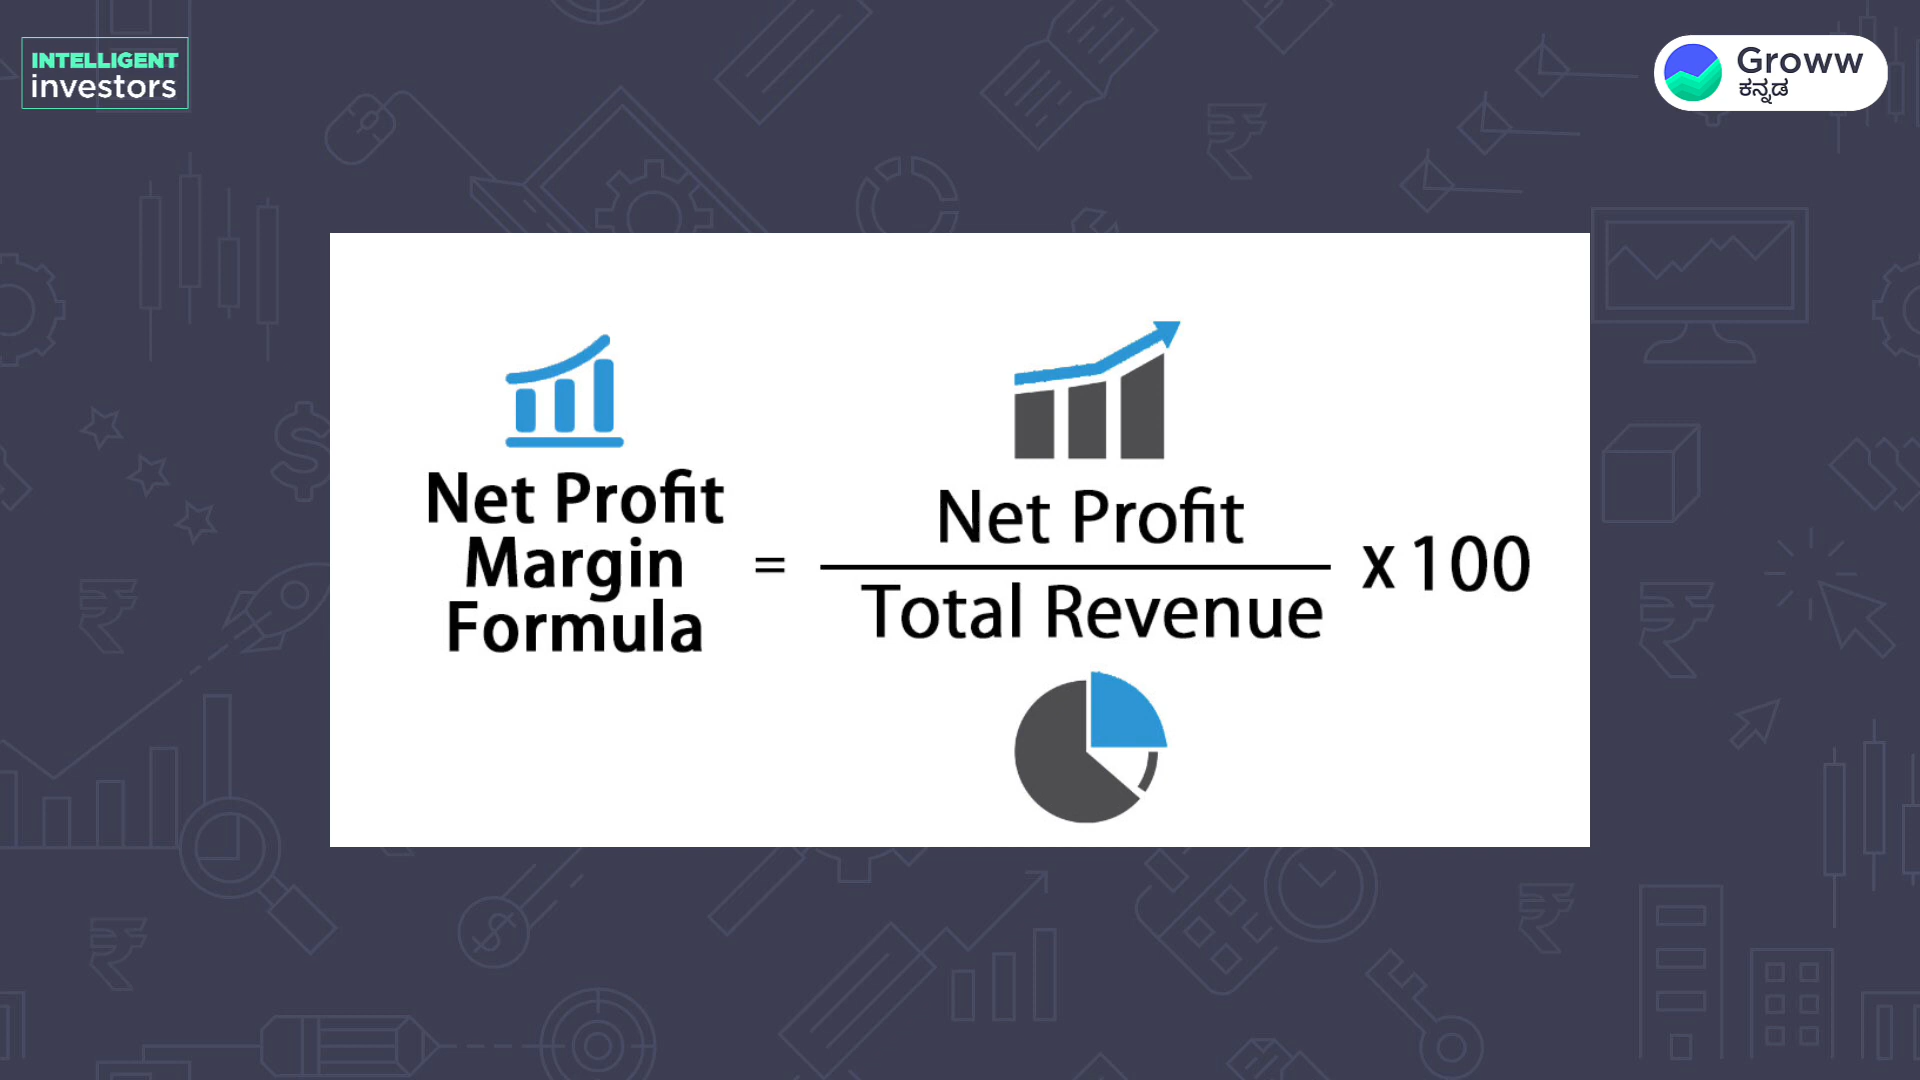 INTELLIGENT
investors
Groww
ಕನ್ನಡ
Net Profit
Margin
Formula
=
Net Profit
Total Revenue
x 100